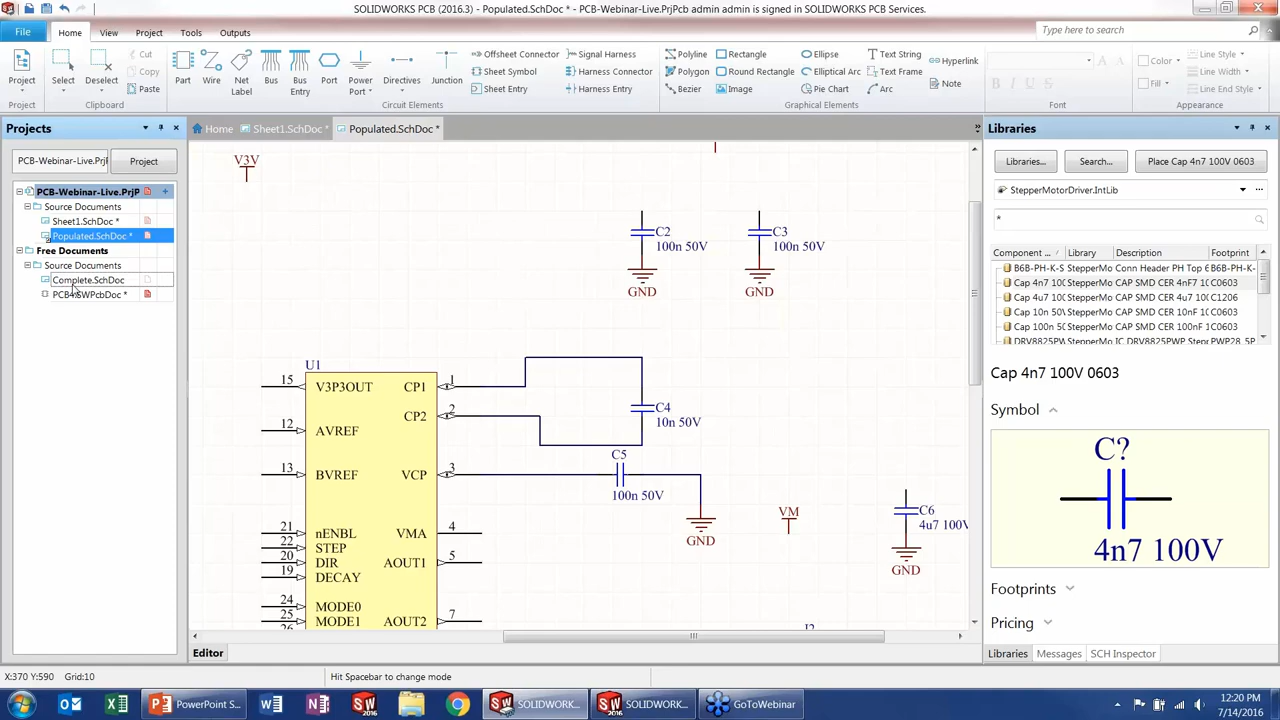 SOLIDWORKS PCB (2016.3) - Populated.SchDoc * - PCB-Webinar-Live.PrjPcb admin admin is signed in SOLIDWORKS PCB Services.
File Home View Project Tools Outputs
Type here to search
Project Select Deselect Cut Copy Paste
Part Wire Net Label Bus Bus Entry Port Power Port Directives Junction
Offsheet Connector Signal Harness
Sheet Symbol Harness Connector
Sheet Entry Harness Entry
Polyline Rectangle Ellipse Text String Hyperlink
Polygon Round Rectangle Elliptical Arc Text Frame Note
Bezier Image Pie Chart Arc
A A
B I U A
Color Line Style
Line Width
Fill Line End Style
Project Clipboard Circuit Elements Graphical Elements Font Appearance
Projects
PCB-Webinar-Live.PrjF Project
PCB-Webinar-Live.PrjP
Source Documents
Sheet1.SchDoc *
Populated.SchDoc *
Free Documents
Source Documents
Complete.SchDoc
PCB4.SWPcbDoc *
Home Sheet1.SchDoc * Populated.SchDoc *
V3V
C2
100n 50V
GND
C3
100n 50V
GND
U1
15 V3P3OUT CP1 1
12 AVREF CP2 2
13 BVREF VCP 3
21 nENBL VMA 4
22 STEP
20 DIR AOUT1 5
19 DECAY
24 MODE0
25 MODE1 AOUT2 7
26
C4
10n 50V
C5
100n 50V
GND
VM
C6
4u7 100V
GND
J2
Editor
Libraries
Libraries... Search... Place Cap 4n7 100V 0603
StepperMotorDriver.IntLib
*
Component ... Library Description Footprint
B6B-PH-K-S StepperMo Conn Header PH Top 6 B6B-PH-K-
Cap 4n7 10( StepperMo CAP SMD CER 4nF7 10 C0603
Cap 4u7 10( StepperMo CAP SMD CER 4u7 10( C1206
Cap 10n 50\ StepperMo CAP SMD CER 10nF 1( C0603
Cap 100n 5( StepperMo CAP SMD CER 100nF 1 C0603
DRV8825PWP StepperMo IC DRV8825PWP Steppe PWP28_5P
Cap 4n7 100V 0603
Symbol
C?
4n7 100V
Footprints
Pricing
Libraries Messages SCH Inspector
X:370 Y:590 Grid:10 Hit Spacebar to change mode
PowerPoint S... SOLIDWORK... SOLIDWORK... GoToWebinar
12:20 PM
7/14/2016